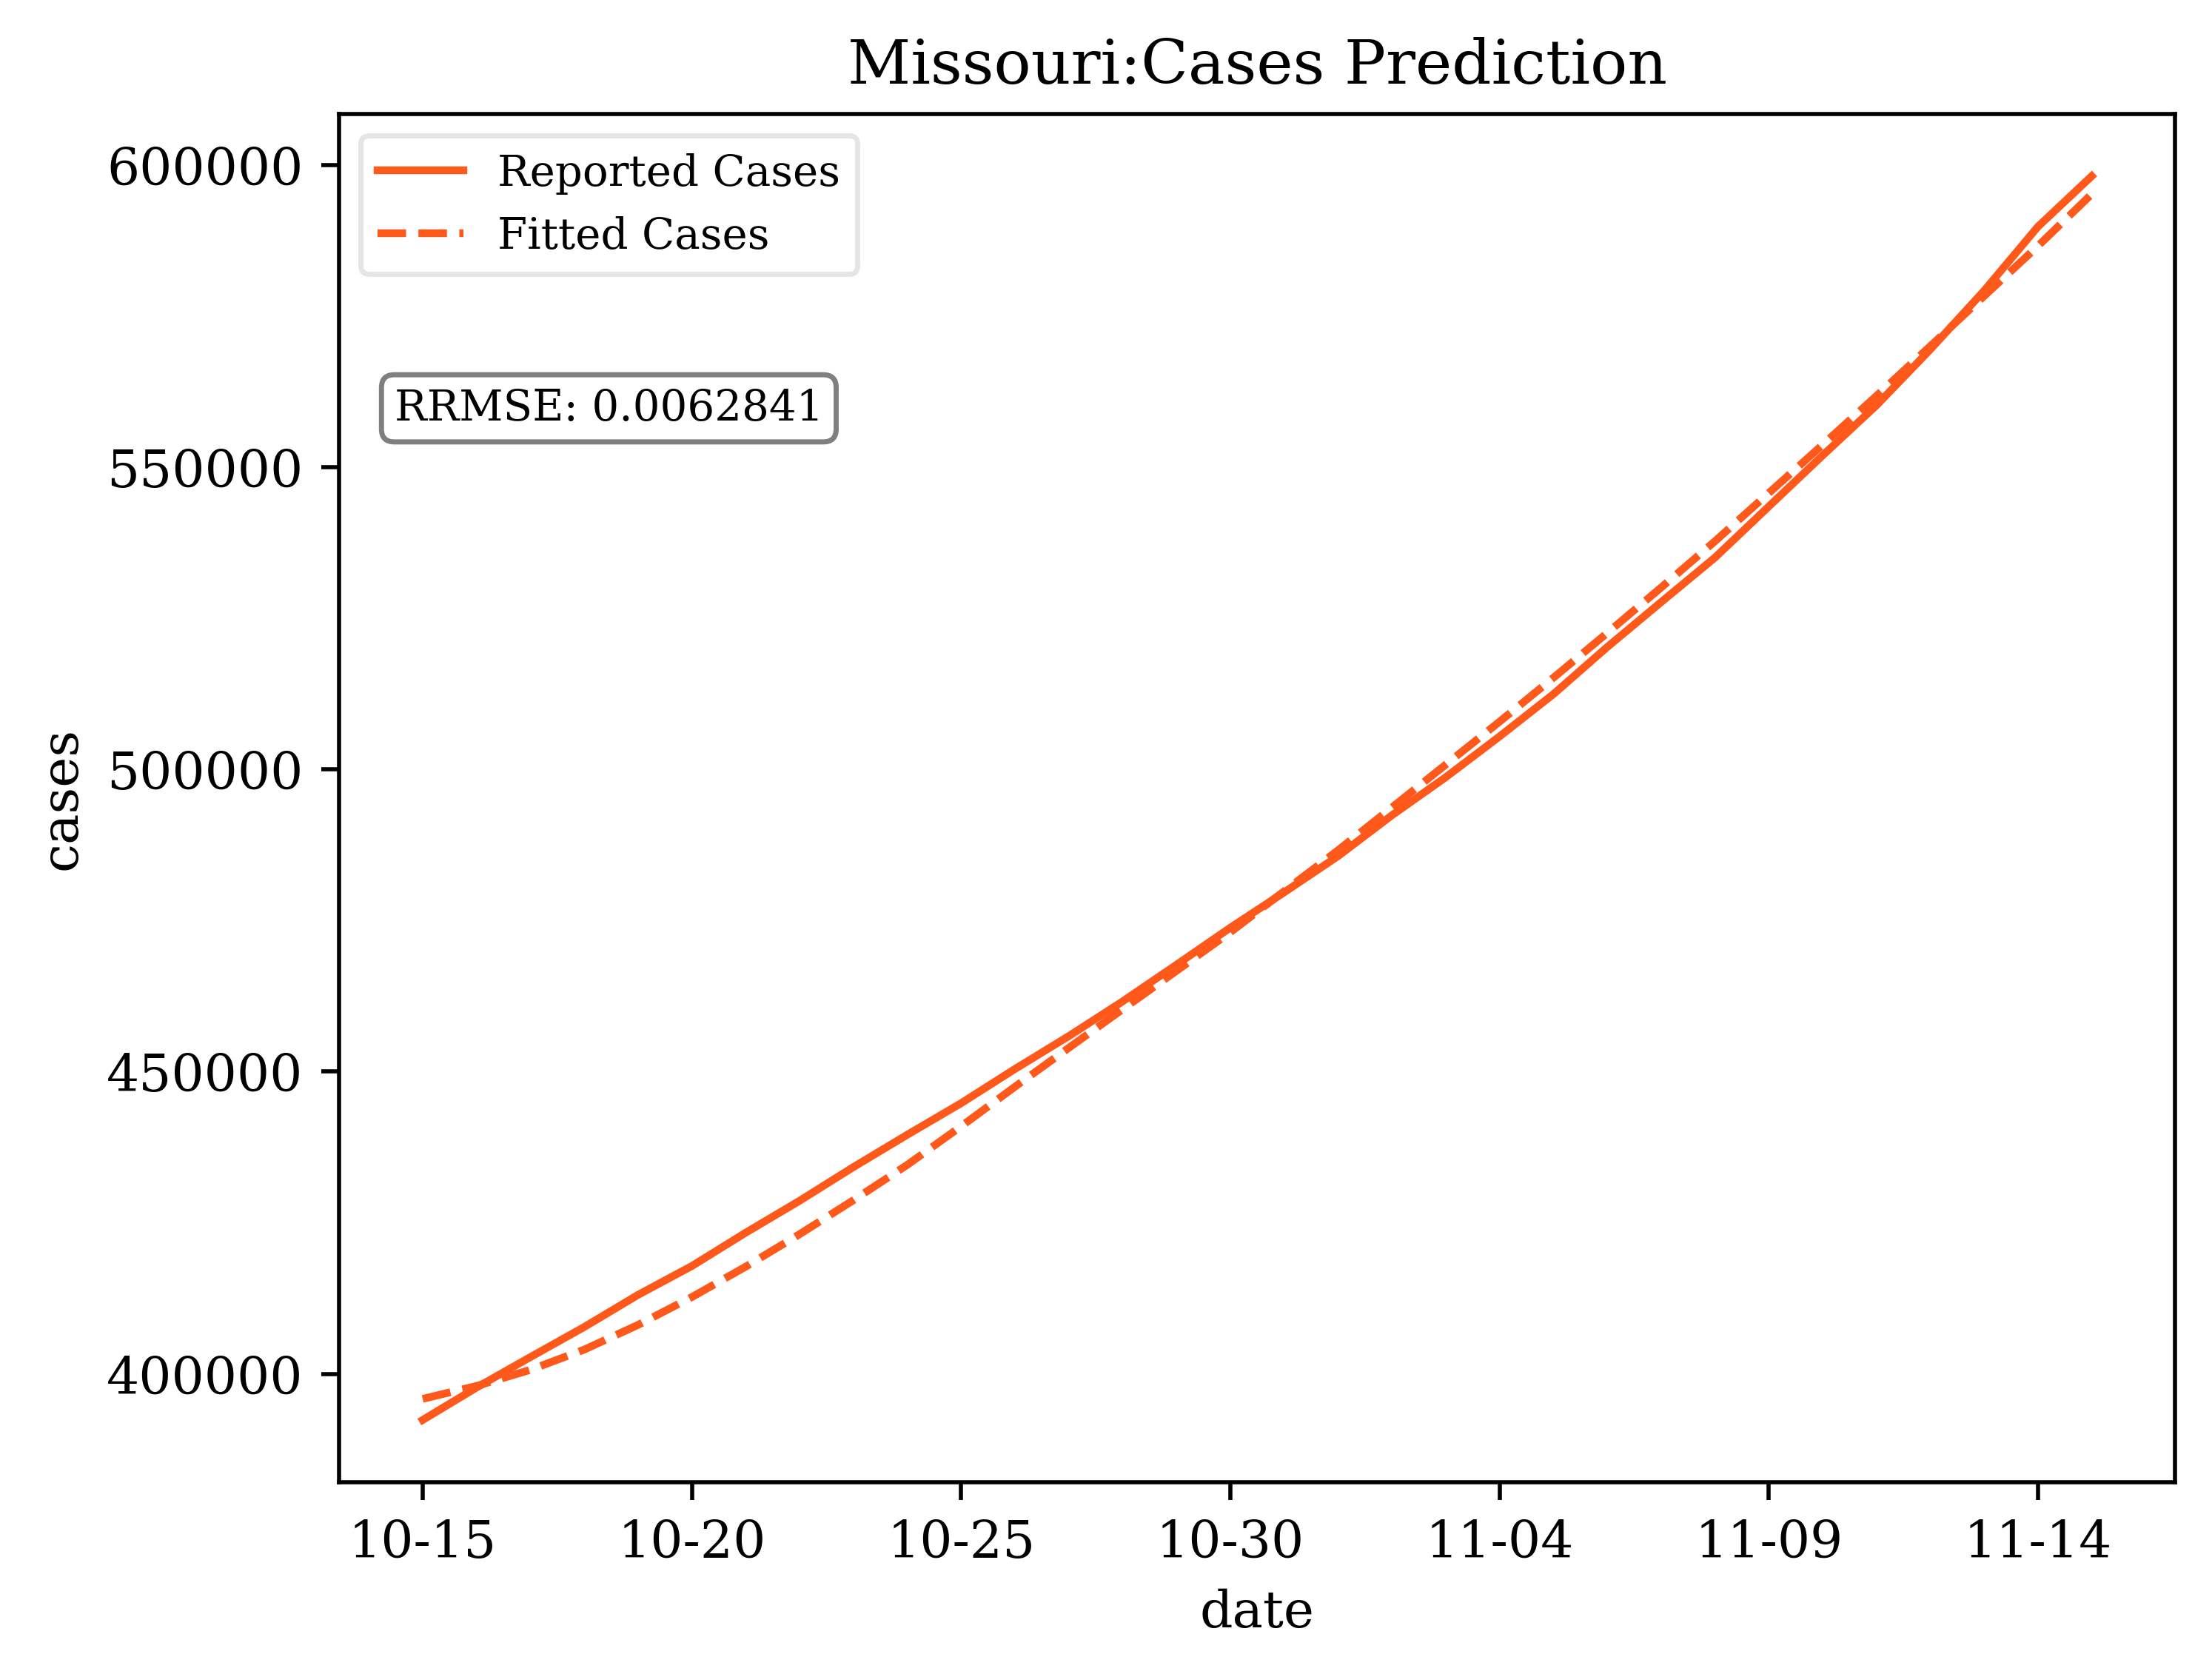 Missouri:Cases Prediction
Reported Cases
Fitted Cases
RRMSE: 0.0062841
600000
550000
500000
450000
400000
cases
10-15 10-20 10-25 10-30 11-04 11-09 11-14
date